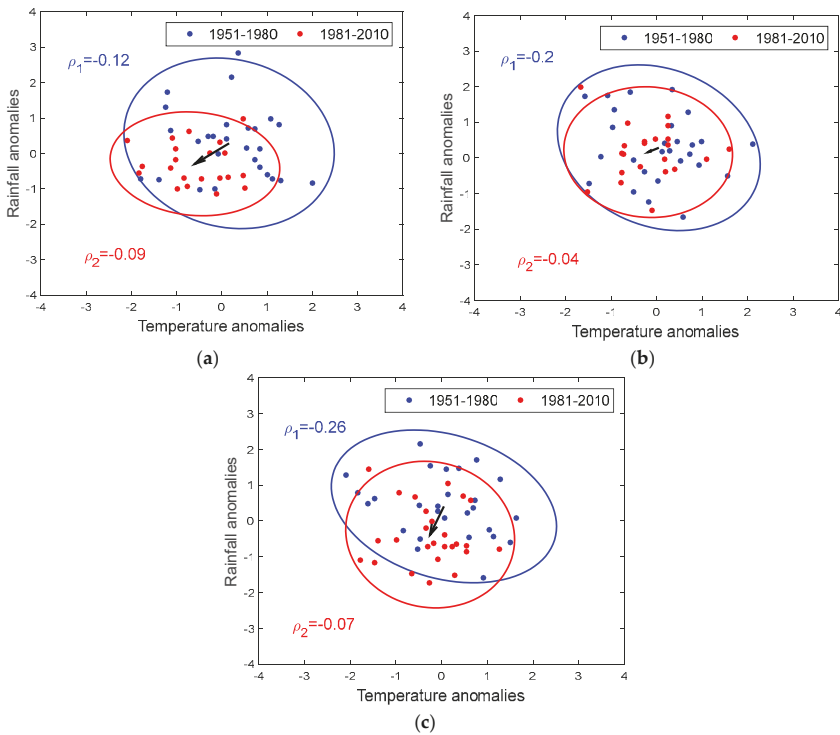 1951-1980 1981-2010
ρ1=-0.12
ρ2=-0.09
Rainfall anomalies
4
3
2
1
0
-1
-2
-3
-4
-4 -3 -2 -1 0 1 2 3 4
Temperature anomalies
(a)
1951-1980 1981-2010
ρ1=-0.2
ρ2=-0.04
Rainfall anomalies
4
3
2
1
0
-1
-2
-3
-4
-4 -3 -2 -1 0 1 2 3 4
Temperature anomalies
(b)
1951-1980 1981-2010
ρ1=-0.26
ρ2=-0.07
Rainfall anomalies
4
3
2
1
0
-1
-2
-3
-4
-4 -3 -2 -1 0 1 2 3 4
Temperature anomalies
(c)